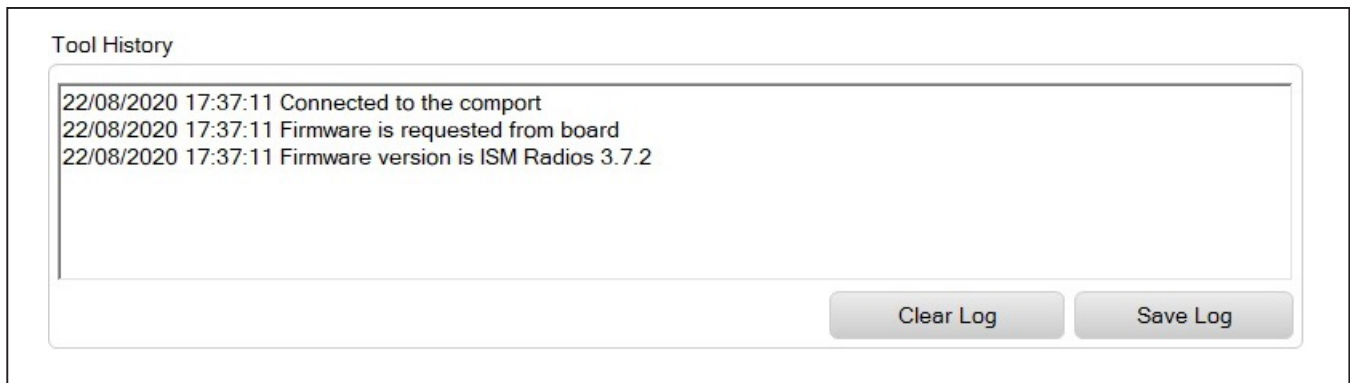 Tool History
22/08/2020 17:37:11 Connected to the comport
22/08/2020 17:37:11 Firmware is requested from board
22/08/2020 17:37:11 Firmware version is ISM Radios 3.7.2
Clear Log
Save Log